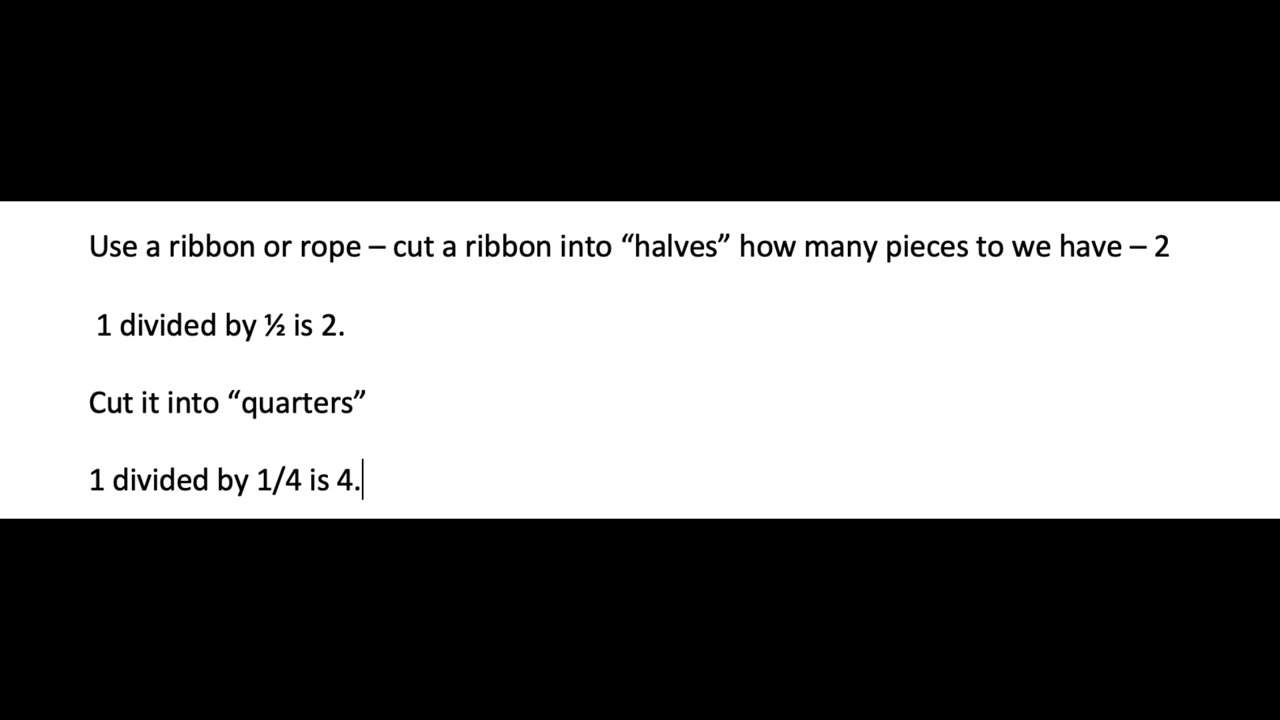 Use a ribbon or rope – cut a ribbon into “halves” how many pieces to we have – 2
1 divided by ½ is 2.
Cut it into “quarters”
1 divided by 1/4 is 4.